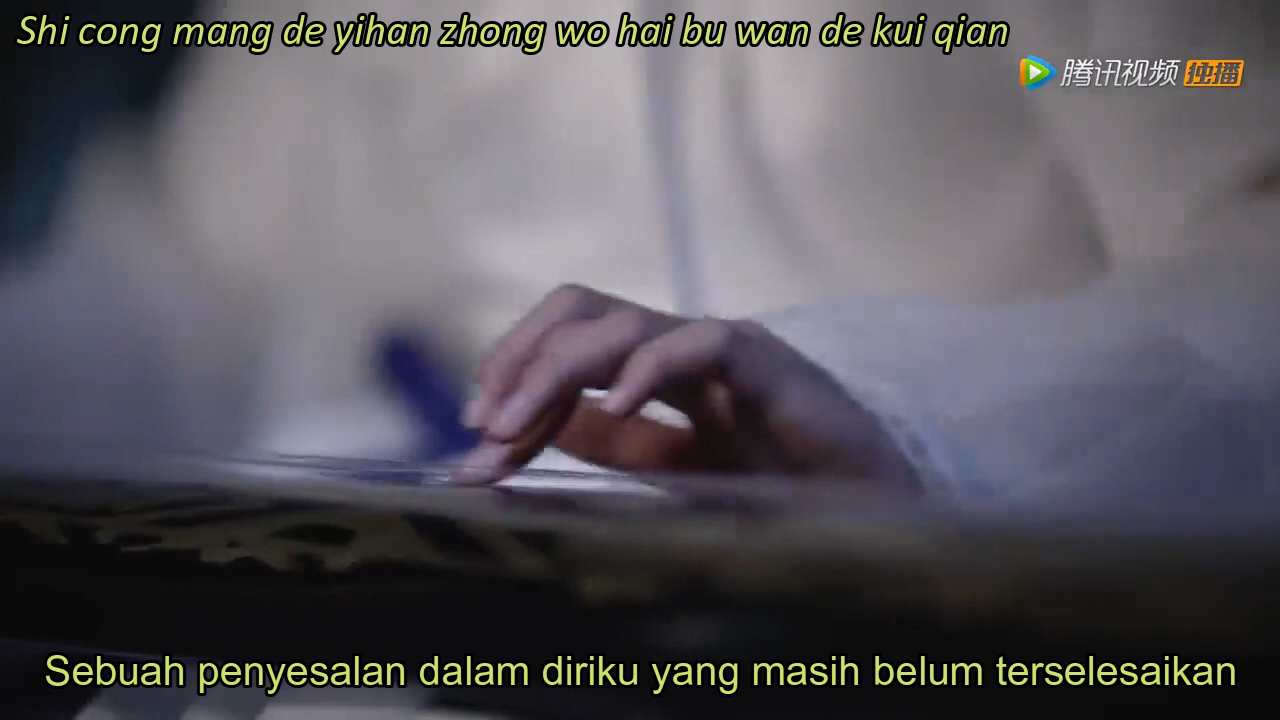 Shi cong mang de yihan zhong wo hai bu wan de kui qian
腾讯视频 独播
Sebuah penyesalan dalam diriku yang masih belum terselesaikan